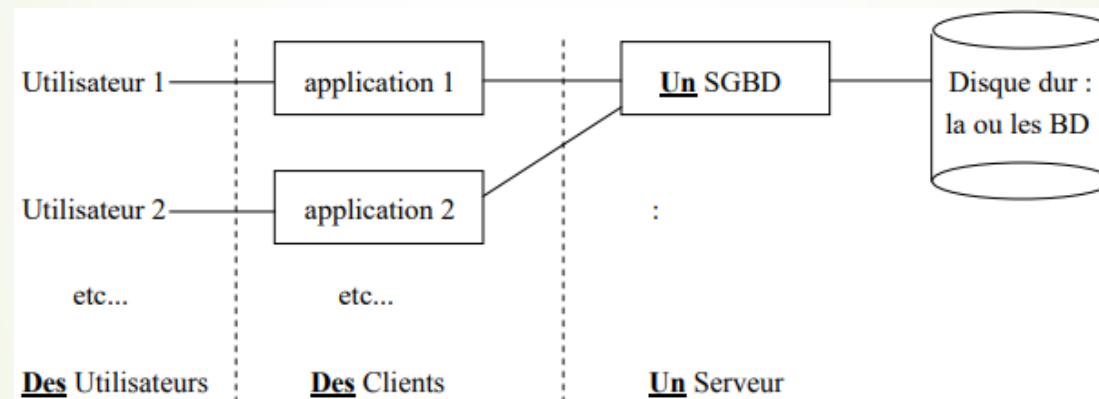 Utilisateur 1
application 1
Un SGBD
Disque dur :
la ou les BD
Utilisateur 2
application 2
:
etc...
etc...
Des Utilisateurs
Des Clients
Un Serveur